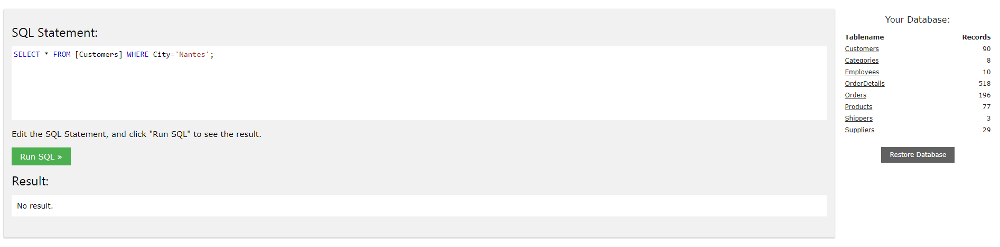 SQL Statement:
SELECT * FROM [Customers] WHERE City='Nantes';
Edit the SQL Statement, and click "Run SQL" to see the result.
Run SQL »
Result:
No result.
Your Database:
Tablename Records
Customers 90
Categories 8
Employees 10
OrderDetails 518
Orders 196
Products 77
Shippers 3
Suppliers 29
Restore Database